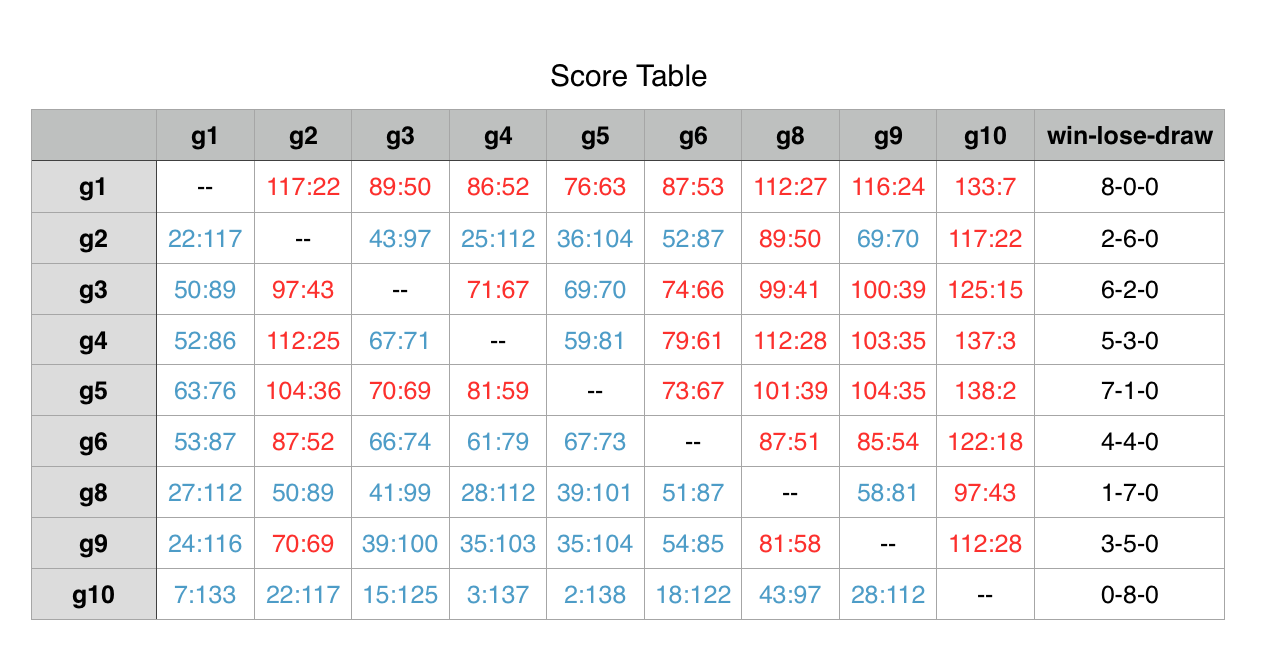 Score Table
g1 g2 g3 g4 g5 g6 g8 g9 g10 win-lose-draw
g1 -- 117:22 89:50 86:52 76:63 87:53 112:27 116:24 133:7 8-0-0
g2 22:117 -- 43:97 25:112 36:104 52:87 89:50 69:70 117:22 2-6-0
g3 50:89 97:43 -- 71:67 69:70 74:66 99:41 100:39 125:15 6-2-0
g4 52:86 112:25 67:71 -- 59:81 79:61 112:28 103:35 137:3 5-3-0
g5 63:76 104:36 70:69 81:59 -- 73:67 101:39 104:35 138:2 7-1-0
g6 53:87 87:52 66:74 61:79 67:73 -- 87:51 85:54 122:18 4-4-0
g8 27:112 50:89 41:99 28:112 39:101 51:87 -- 58:81 97:43 1-7-0
g9 24:116 70:69 39:100 35:103 35:104 54:85 81:58 -- 112:28 3-5-0
g10 7:133 22:117 15:125 3:137 2:138 18:122 43:97 28:112 -- 0-8-0